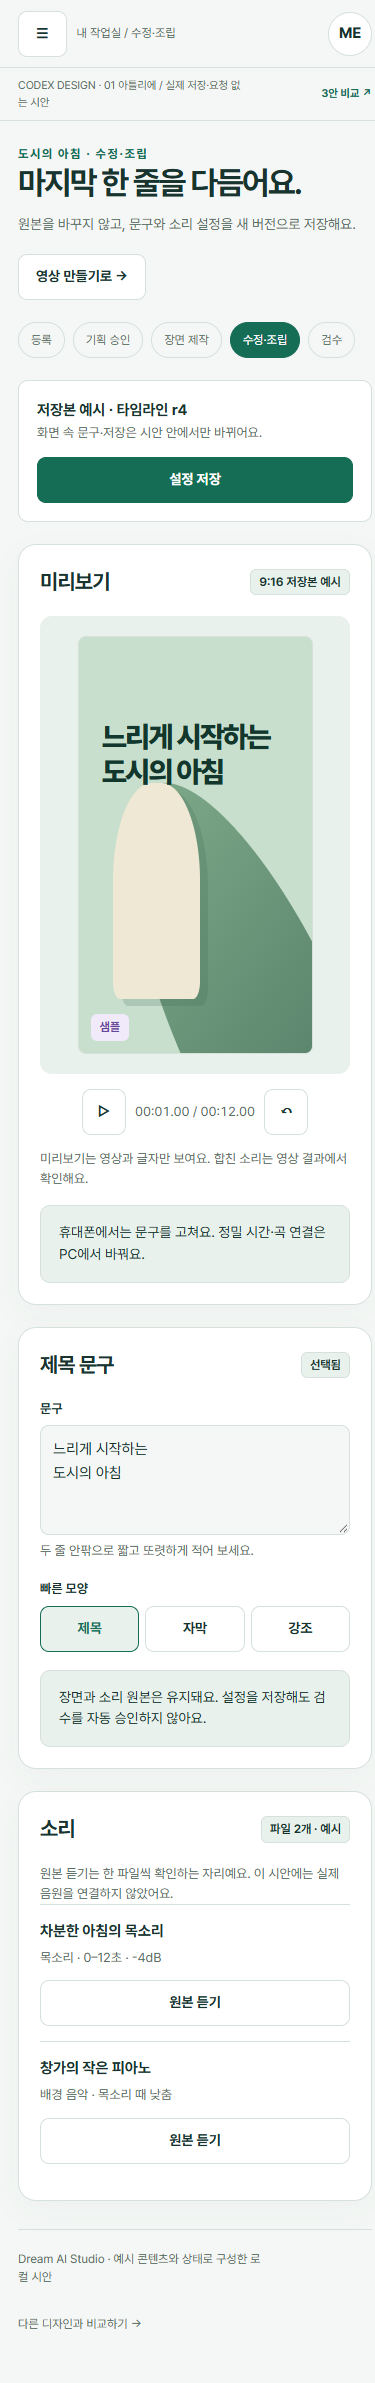 ☰
내 작업실 / 수정·조립
ME
CODEX DESIGN · 01 아틀리에 / 실제 저장·요청 없
는 시안
3안 비교 ↗
도시의 아침 · 수정·조립
마지막 한 줄을 다듬어요.
원본을 바꾸지 않고, 문구와 소리 설정을 새 버전으로 저장해요.
영상 만들기로 →
등록
기획 승인
장면 제작
수정·조립
검수
저장본 예시 · 타임라인 r4
화면 속 문구·저장은 시안 안에서만 바뀌어요.
설정 저장
미리보기
9:16 저장본 예시
느리게 시작하는
도시의 아침
샘플
00:01.00 / 00:12.00
미리보기는 영상과 글자만 보여요. 합친 소리는 영상 결과에서
확인해요.
휴대폰에서는 문구를 고쳐요. 정밀 시간·곡 연결은
PC에서 바꿔요.
제목 문구
선택됨
문구
느리게 시작하는
도시의 아침
두 줄 안팎으로 짧고 또렷하게 적어 보세요.
빠른 모양
제목
자막
강조
장면과 소리 원본은 유지돼요. 설정을 저장해도 검
수를 자동 승인하지 않아요.
소리
파일 2개 · 예시
원본 듣기는 한 파일씩 확인하는 자리예요. 이 시안에는 실제
음원을 연결하지 않았어요.
차분한 아침의 목소리
목소리 · 0–12초 · -4dB
원본 듣기
창가의 작은 피아노
배경 음악 · 목소리 때 낮춤
원본 듣기
Dream AI Studio · 예시 콘텐츠와 상태로 구성한 로
컬 시안
다른 디자인과 비교하기 →